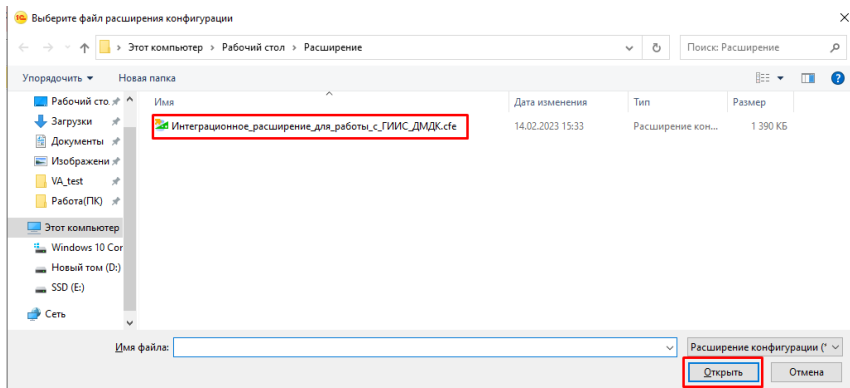 1С Выберите файл расширения конфигурации
Этот компьютер › Рабочий стол › Расширение
Поиск: Расширение
Упорядочить Новая папка
Имя Дата изменения Тип Размер
Интеграционное_расширение_для_работы_с_ГИИС_ДМДК.cfe 14.02.2023 15:33 Расширение кон... 1 390 КБ
Рабочий сто
Загрузки
Документы
Изображени
VA_test
Работа(ПК)
Этот компьютер
Windows 10 Cor
Новый том (D:)
SSD (E:)
Сеть
Имя файла: Расширение конфигурации (*
Открыть Отмена